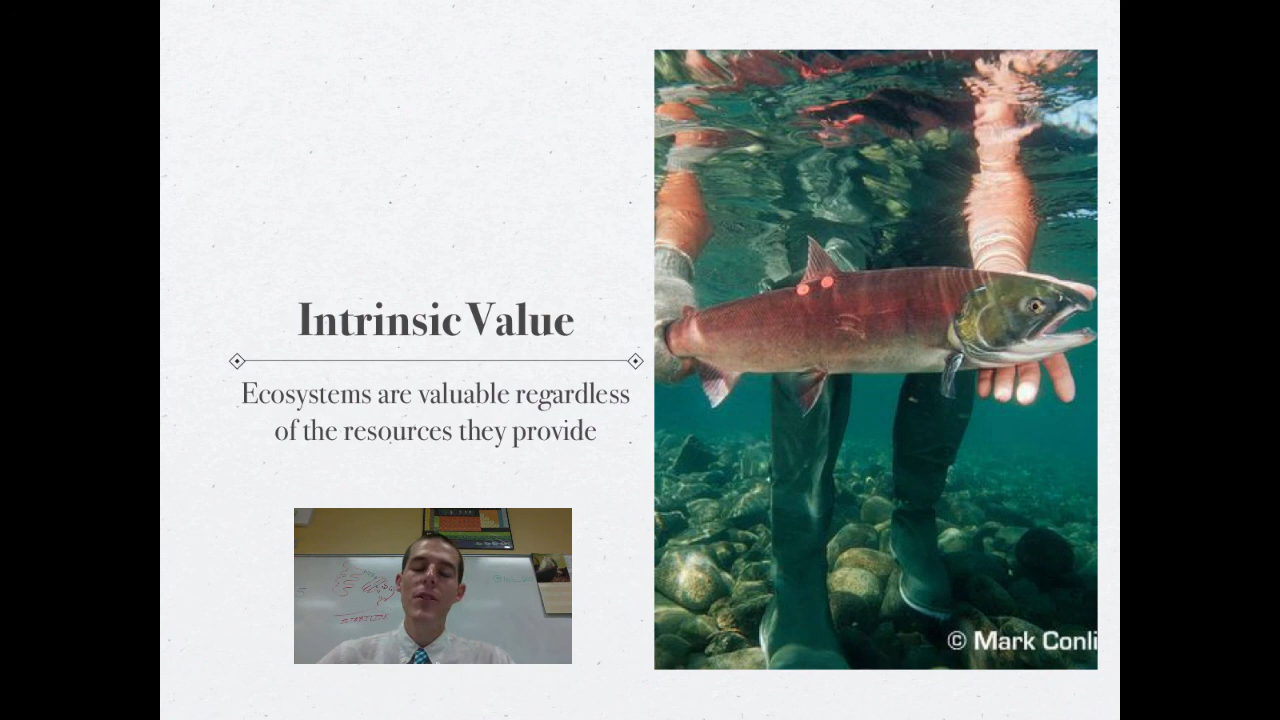 Intrinsic Value
Ecosystems are valuable regardless
of the resources they provide
© Mark Conli